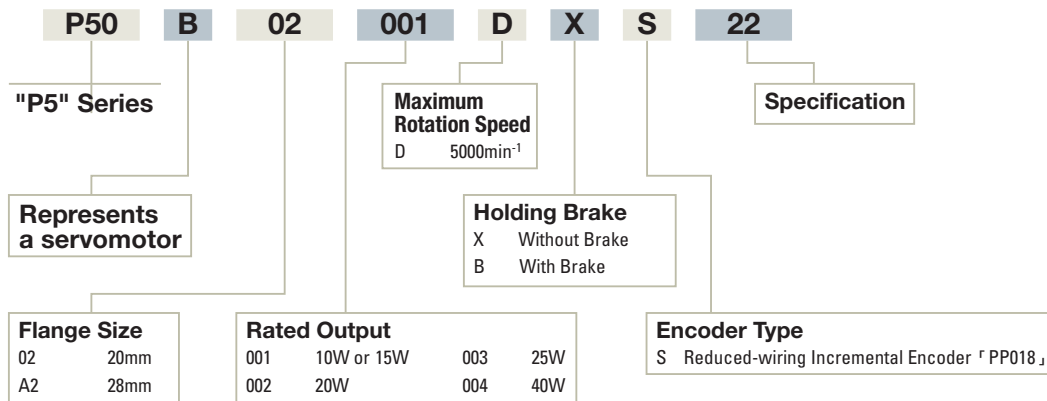 P50 B 02 001 D X S 22
"P5" Series
Maximum
Rotation Speed
D 5000min-1
Specification
Represents
a servomotor
Holding Brake
X Without Brake
B With Brake
Flange Size
02 20mm
A2 28mm
Rated Output
001 10W or 15W 003 25W
002 20W 004 40W
Encoder Type
S Reduced-wiring Incremental Encoder「PP018」